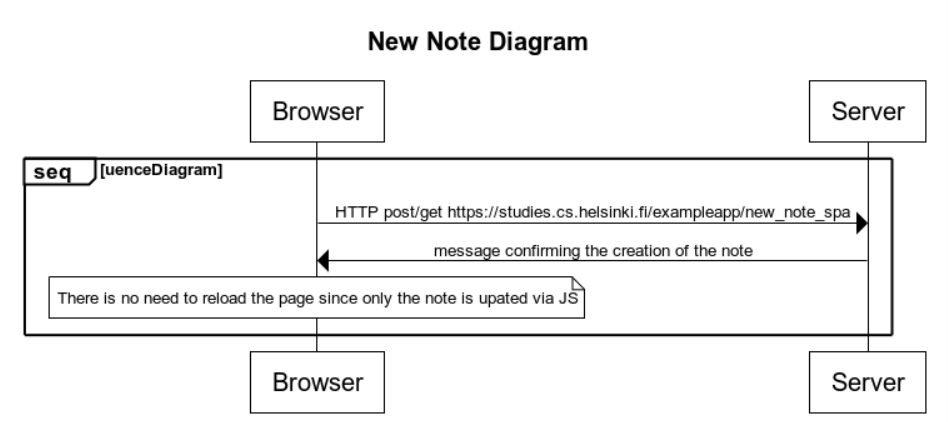 New Note Diagram
Browser
Server
seq
[uenceDiagram]
HTTP post/get https://studies.cs.helsinki.fi/exampleapp/new_note_spa
message confirming the creation of the note
There is no need to reload the page since only the note is upated via JS
Browser
Server